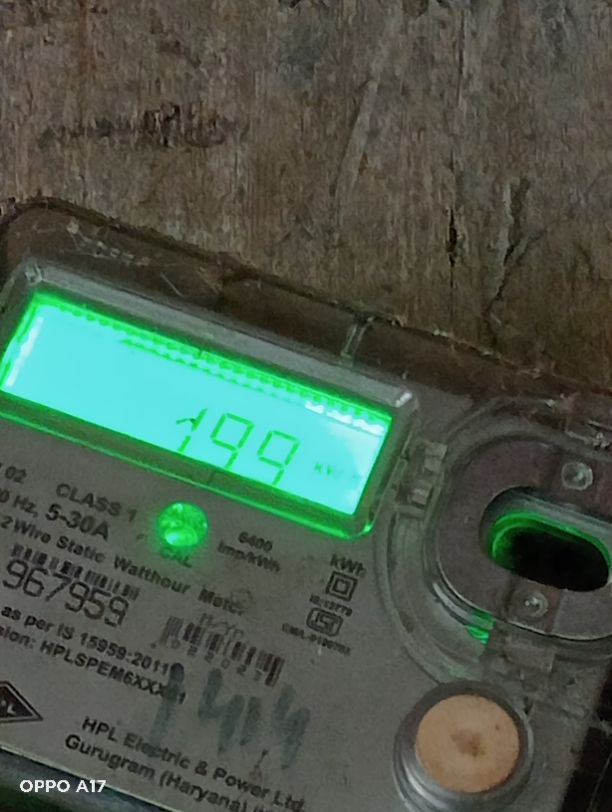 199 kWh
CLASS 1
Hz, 5-30A
CAL
6400
imp/kWh
Wire Static Watthour Meter
kWh
967959
as per IS 15959:2011
HPLSPEM6XXX
HPL Electric & Power Ltd.
Gurugram (Haryana)
OPPO A17